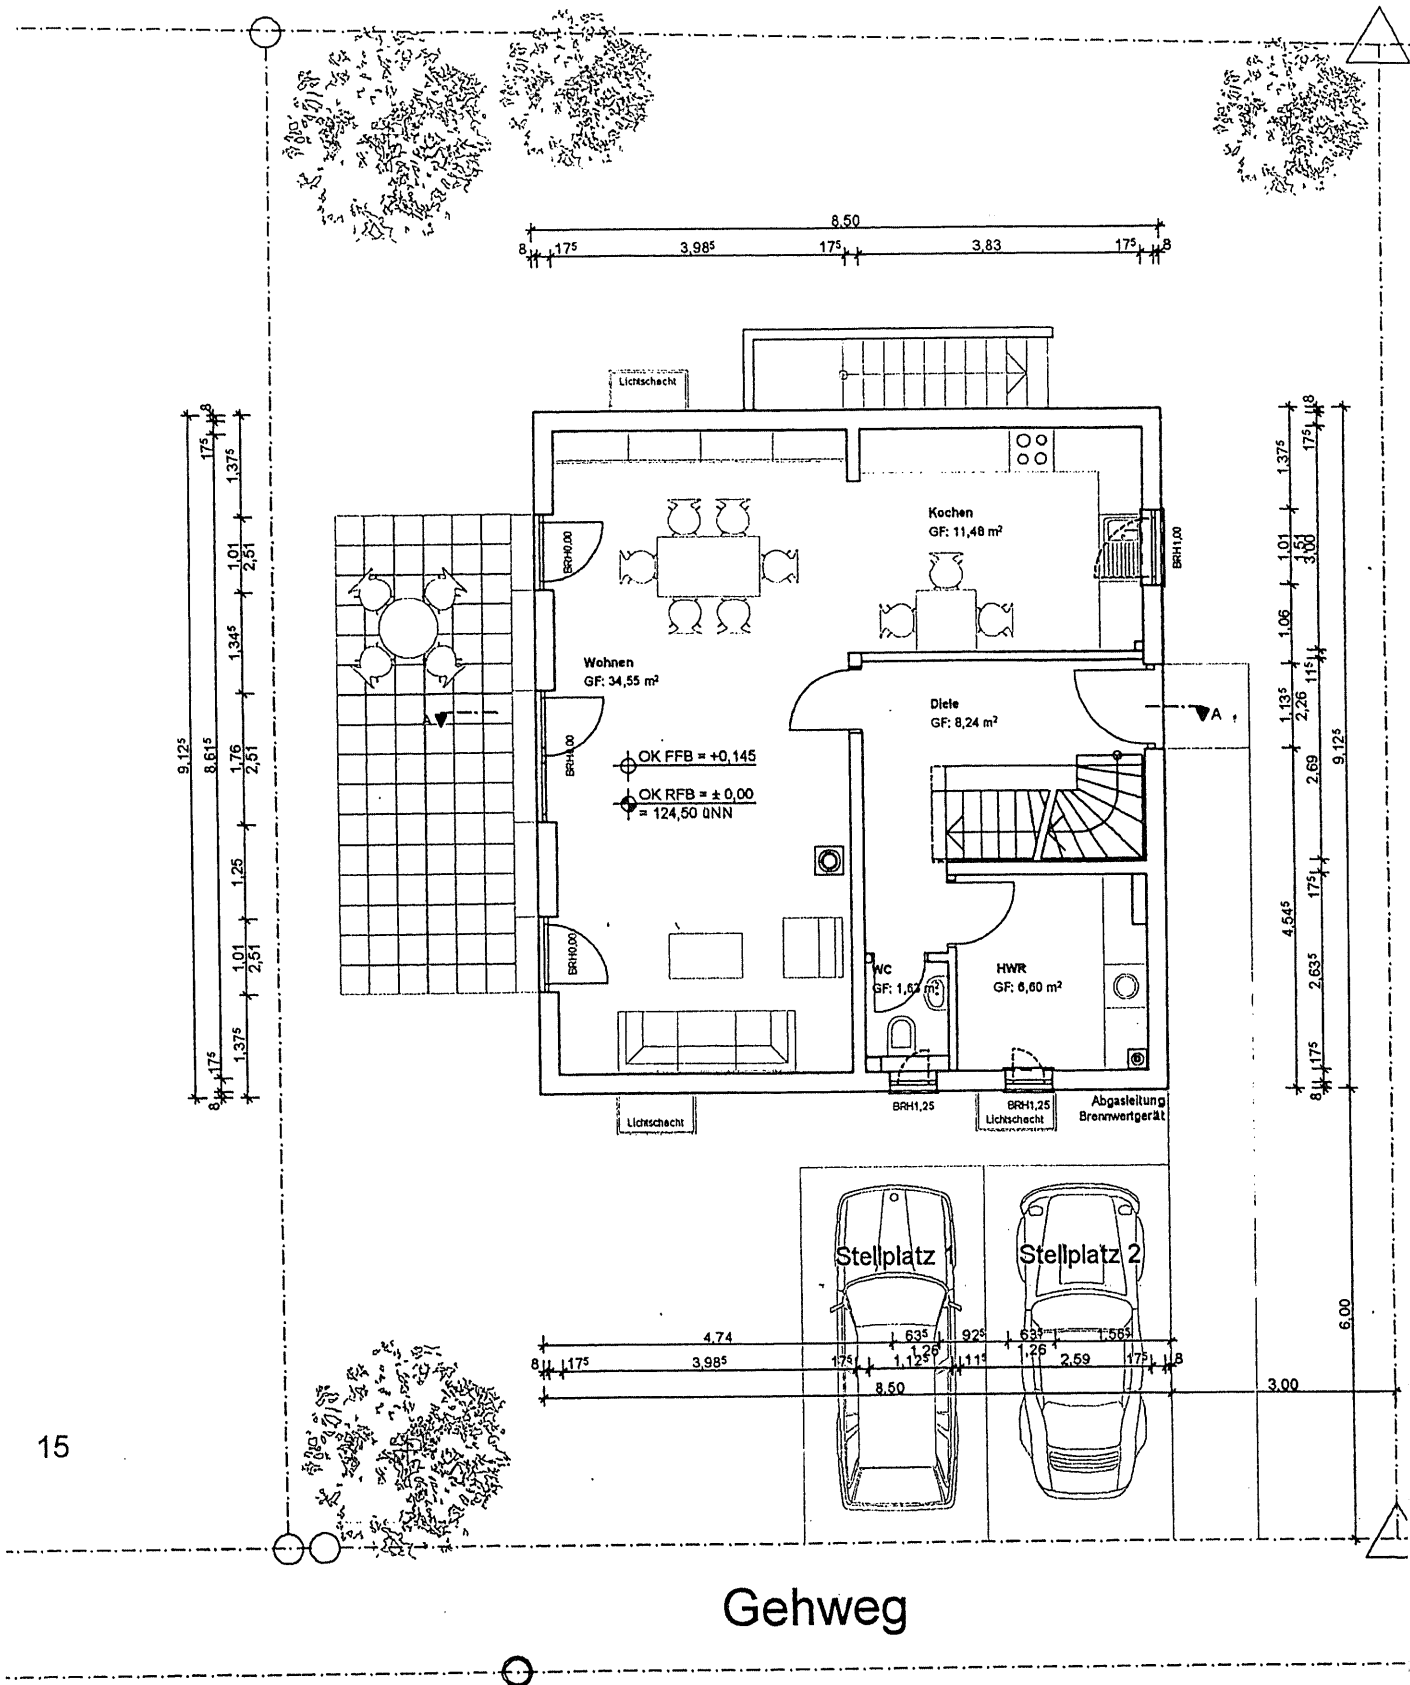 8,50
8
17⁵
3,98⁵
17⁵
3,83
17⁵
8
Lichtschacht
8
17⁵
1,37⁵
1,01
2,51
1,34⁵
9,12⁵
8,61⁵
1,76
2,51
1,25
1,01
2,51
1,37⁵
17⁵
8
BRH0,00
Kochen
GF: 11,48 m²
BRH1,00
Wohnen
GF: 34,55 m²
Diele
GF: 8,24 m²
A
A
BRH0,00
OK FFB = +0,145
OK RFB = ± 0,00
= 124,50 üNN
BRH0,00
WC
GF: 1,63 m²
HWR
GF: 6,60 m²
8
17⁵
1,37⁵
1,01
1,51
3,00
1,06
11⁵
1,13⁵
2,26
2,69
9,12⁵
17⁵
4,54⁵
2,63⁵
17⁵
8
BRH1,25
BRH1,25
Abgasleitung
Brennwertgerät
Lichtschacht
Lichtschacht
Stellplatz 1
Stellplatz 2
6,00
4,74
63⁵
92⁵
63⁵
1,56⁵
1,26
1,26
8
17⁵
3,98⁵
17⁵
1,12⁵
11⁵
2,59
17⁵
8
8,50
3,00
15
Gehweg